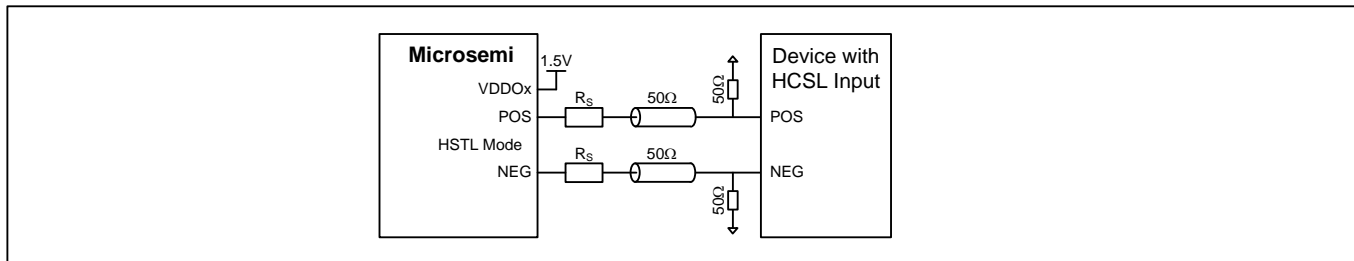 Microsemi
1.5V
VDDOx
POS
HSTL Mode
NEG
RS
50Ω
RS
50Ω
50Ω
50Ω
Device with
HCSL Input
POS
NEG